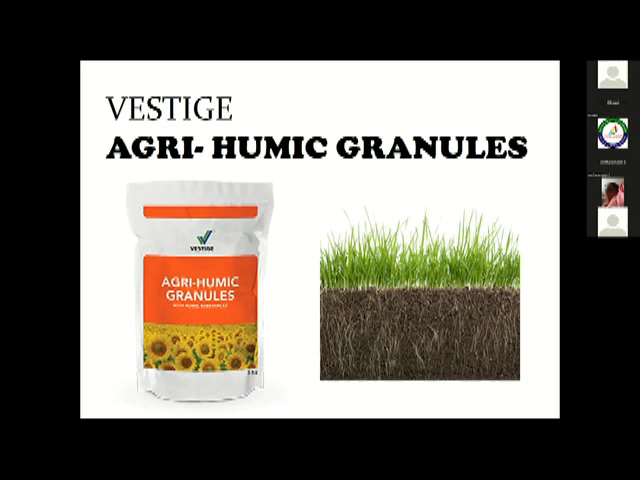 VESTIGE
AGRI- HUMIC GRANULES
VESTIGE
AGRI-HUMIC
GRANULES